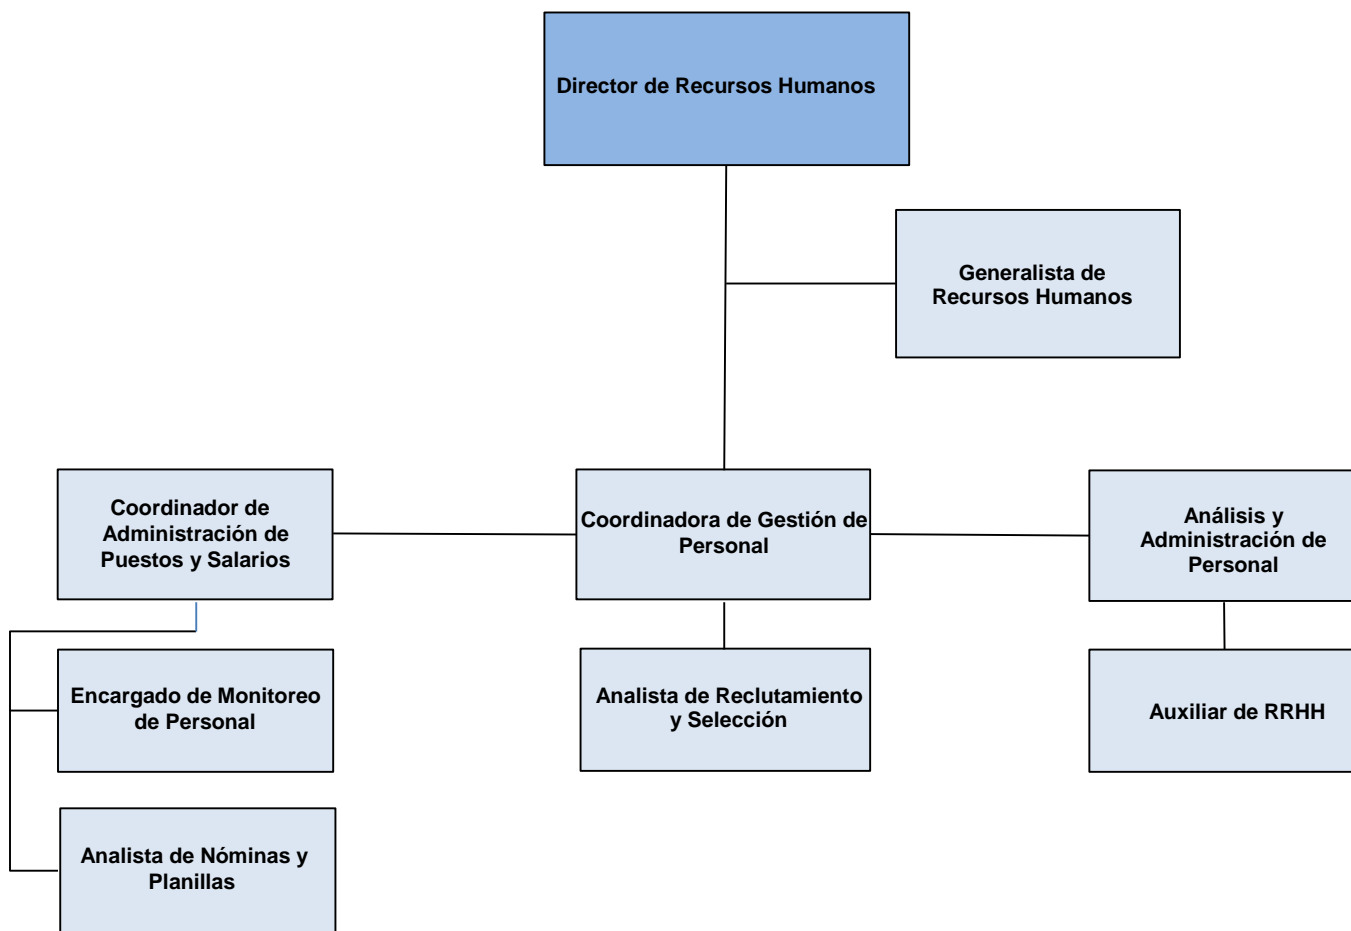 Director de Recursos Humanos
Generalista de
Recursos Humanos
Coordinador de
Administración de
Puestos y Salarios
Coordinadora de Gestión de
Personal
Análisis y
Administración de
Personal
Encargado de Monitoreo
de Personal
Analista de Reclutamiento
y Selección
Auxiliar de RRHH
Analista de Nóminas y
Planillas